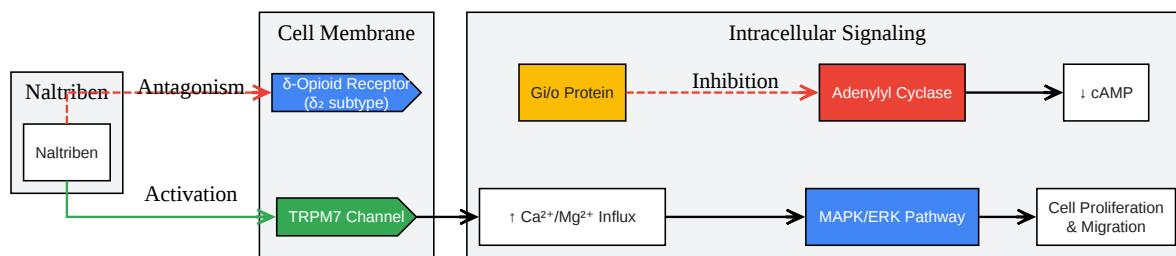 Cell Membrane
Intracellular Signaling
Naltriben
Antagonism
δ-Opioid Receptor
(δ₂ subtype)
Gi/o Protein
Inhibition
Adenylyl Cyclase
↓ cAMP
Naltriben
Activation
TRPM7 Channel
↑ Ca²⁺/Mg²⁺ Influx
MAPK/ERK Pathway
Cell Proliferation
& Migration